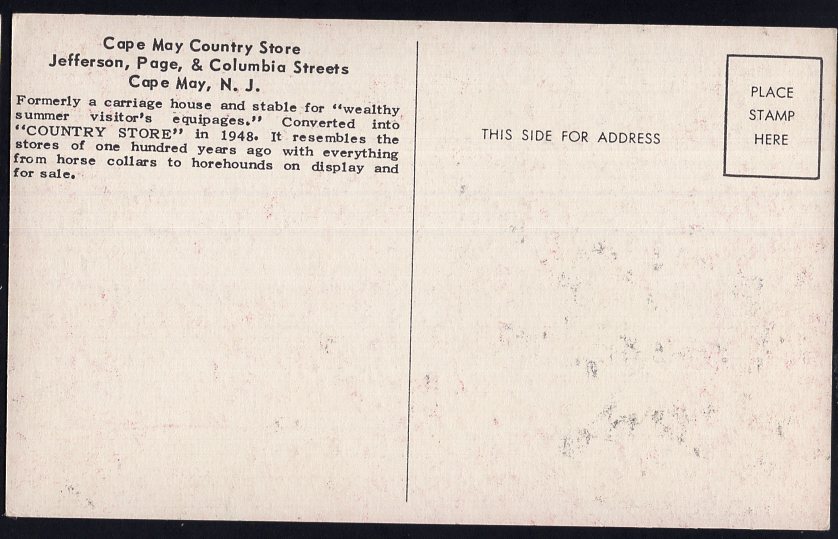 Cape May Country Store
Jefferson, Page, & Columbia Streets
Cape May, N. J.
Formerly a carriage house and stable for "wealthy
summer visitor's equipages." Converted into
"COUNTRY STORE" in 1948. It resembles the
stores of one hundred years ago with everything
from horse collars to horehounds on display and
for sale.
THIS SIDE FOR ADDRESS
PLACE
STAMP
HERE